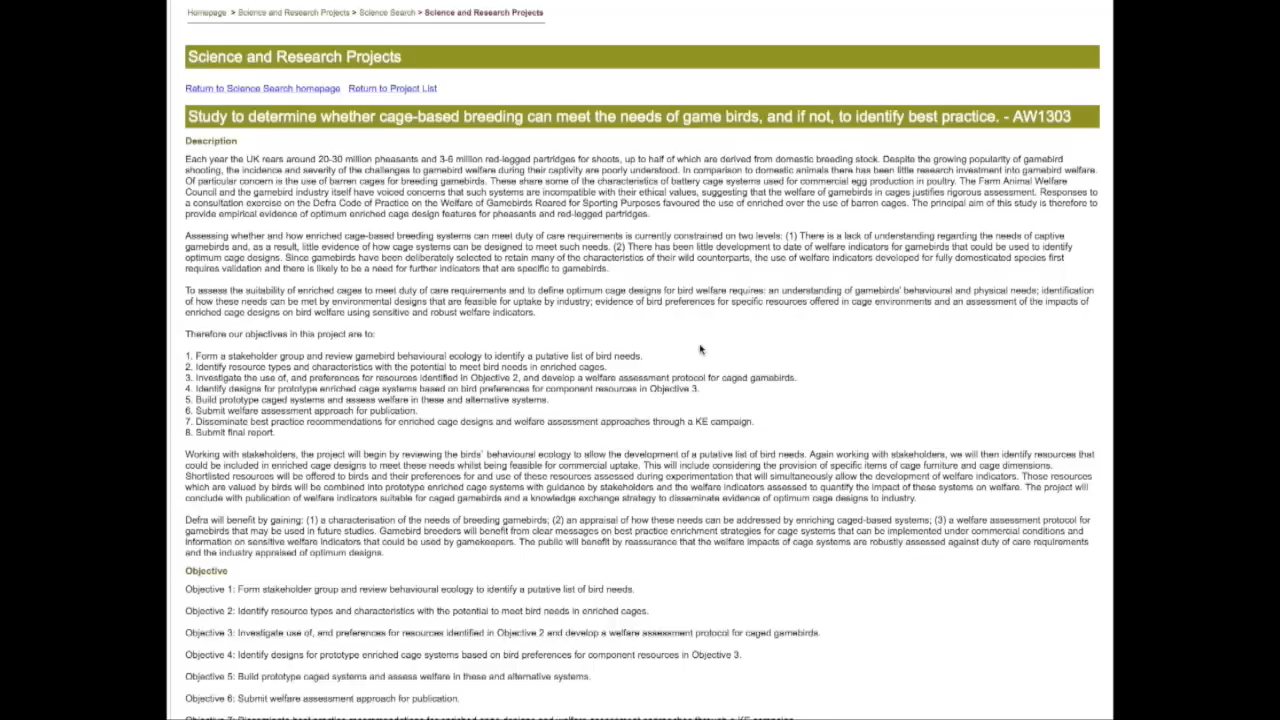 Homepage > Science and Research Projects > Science Search > Science and Research Projects
Science and Research Projects
Return to Science Search homepage Return to Project List
Study to determine whether cage-based breeding can meet the needs of game birds, and if not, to identify best practice. - AW1303
Description
Each year the UK rears around 20-30 million pheasants and 3-6 million red-legged partridges for shoots, up to half of which are derived from domestic breeding stock. Despite the growing popularity of gamebird
shooting, the incidence and severity of the challenges to gamebird welfare during their captivity are poorly understood. In comparison to domestic animals there has been little research investment into gamebird welfare.
Of particular concern is the use of barren cages for breeding gamebirds. These share some of the characteristics of battery cage systems used for commercial egg production in poultry. The Farm Animal Welfare
Council and the gamebird industry itself have voiced concerns that such systems are incompatible with their ethical values, suggesting that the welfare of gamebirds in cages justifies rigorous assessment. Responses to
a consultation exercise on the Defra Code of Practice on the Welfare of Gamebirds Reared for Sporting Purposes favoured the use of enriched over the use of barren cages. The principal aim of this study is therefore to
provide empirical evidence of optimum enriched cage design features for pheasants and red-legged partridges.
Assessing whether and how enriched cage-based breeding systems can meet duty of care requirements is currently constrained on two levels: (1) There is a lack of understanding regarding the needs of captive
gamebirds and, as a result, little evidence of how cage systems can be designed to meet such needs. (2) There has been little development to date of welfare indicators for gamebirds that could be used to identify
optimum cage designs. Since gamebirds have been deliberately selected to retain many of the characteristics of their wild counterparts, the use of welfare indicators developed for fully domesticated species first
requires validation and there is likely to be a need for further indicators that are specific to gamebirds.
To assess the suitability of enriched cages to meet duty of care requirements and to define optimum cage designs for bird welfare requires: an understanding of gamebirds' behavioural and physical needs; identification
of how these needs can be met by environmental designs that are feasible for uptake by industry; evidence of bird preferences for specific resources offered in cage environments and an assessment of the impacts of
enriched cage designs on bird welfare using sensitive and robust welfare indicators.
Therefore our objectives in this project are to:
1. Form a stakeholder group and review gamebird behavioural ecology to identify a putative list of bird needs.
2. Identify resource types and characteristics with the potential to meet bird needs in enriched cages.
3. Investigate the use of, and preferences for resources identified in Objective 2, and develop a welfare assessment protocol for caged gamebirds.
4. Identify designs for prototype enriched cage systems based on bird preferences for component resources in Objective 3.
5. Build prototype caged systems and assess welfare in these and alternative systems.
6. Submit welfare assessment approach for publication.
7. Disseminate best practice recommendations for enriched cage designs and welfare assessment approaches through a KE campaign.
8. Submit final report.
Working with stakeholders, the project will begin by reviewing the birds' behavioural ecology to allow the development of a putative list of bird needs. Again working with stakeholders, we will then identify resources that
could be included in enriched cage designs to meet these needs whilst being feasible for commercial uptake. This will include considering the provision of specific items of cage furniture and cage dimensions.
Shortlisted resources will be offered to birds and their preferences for and use of these resources assessed during experimentation that will simultaneously allow the development of welfare indicators. Those resources
which are valued by birds will be combined into prototype enriched cage systems with guidance by stakeholders and the welfare indicators assessed to quantify the impact of these systems on welfare. The project will
conclude with publication of welfare indicators suitable for caged gamebirds and a knowledge exchange strategy to disseminate evidence of optimum cage designs to industry.
Defra will benefit by gaining: (1) a characterisation of the needs of breeding gamebirds; (2) an appraisal of how these needs can be addressed by enriching caged-based systems; (3) a welfare assessment protocol for
gamebirds that may be used in future studies. Gamebird breeders will benefit from clear messages on best practice enrichment strategies for cage systems that can be implemented under commercial conditions and
information on sensitive welfare indicators that could be used by gamekeepers. The public will benefit by reassurance that the welfare impacts of cage systems are robustly assessed against duty of care requirements
and the industry appraised of optimum designs.
Objective
Objective 1: Form stakeholder group and review behavioural ecology to identify a putative list of bird needs.
Objective 2: Identify resource types and characteristics with the potential to meet bird needs in enriched cages.
Objective 3: Investigate use of, and preferences for resources identified in Objective 2 and develop a welfare assessment protocol for caged gamebirds.
Objective 4: Identify designs for prototype enriched cage systems based on bird preferences for component resources in Objective 3.
Objective 5: Build prototype caged systems and assess welfare in these and alternative systems.
Objective 6: Submit welfare assessment approach for publication.